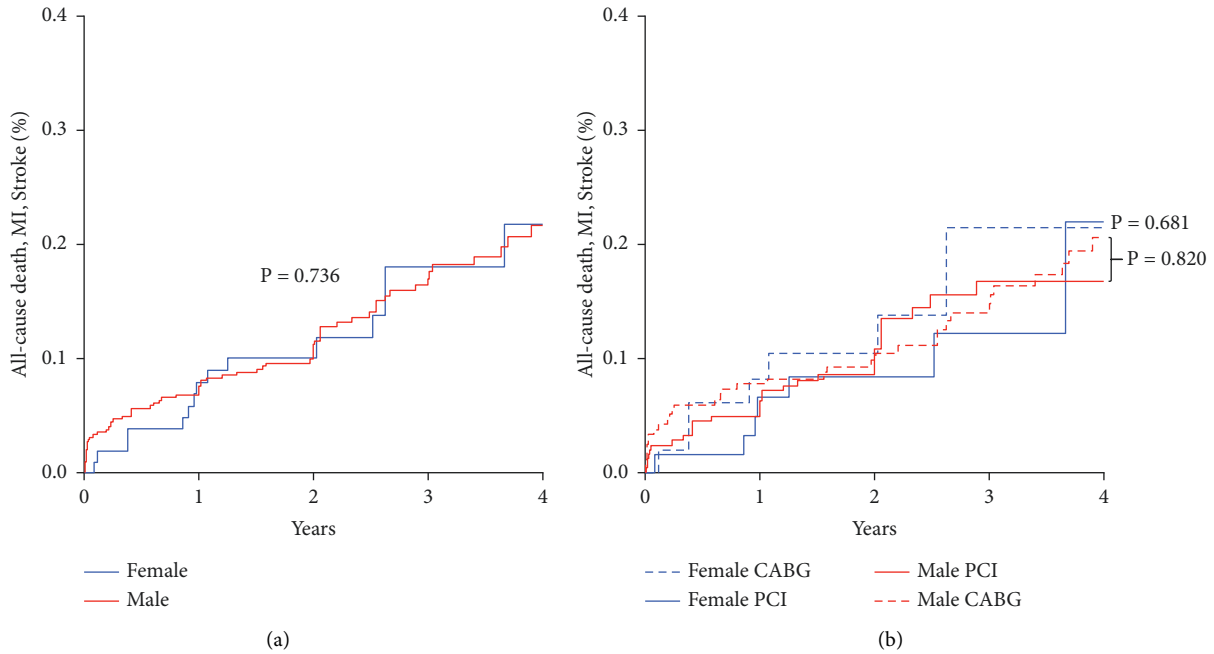 0.4
0.3
0.2
0.1
0.0
All-cause death, MI, Stroke (%)
P = 0.736
0 1 2 3 4
Years
Female
Male
(a)
0.4
0.3
0.2
0.1
0.0
All-cause death, MI, Stroke (%)
P = 0.681
P = 0.820
0 1 2 3 4
Years
Female CABG
Female PCI
Male PCI
Male CABG
(b)